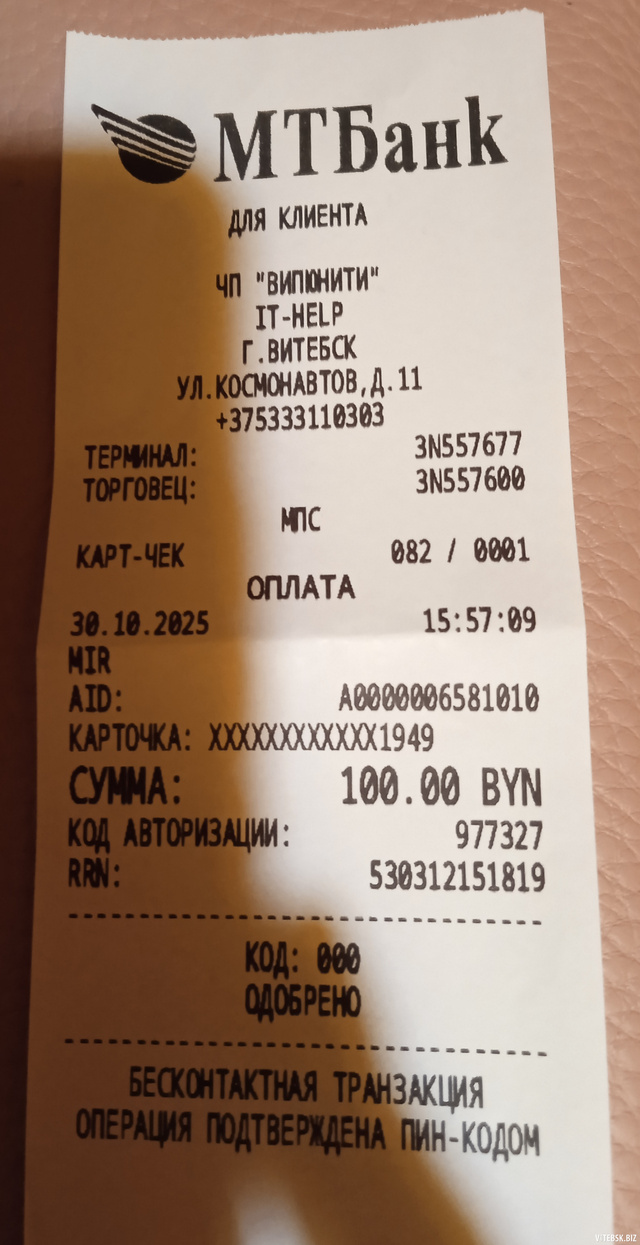 МТБанк
ДЛЯ КЛИЕНТА
ЧП "ВИПЮНИТИ"
IT-HELP
Г.ВИТЕБСК
УЛ.КОСМОНАВТОВ,Д.11
+375333110303
ТЕРМИНАЛ: 3N557677
ТОРГОВЕЦ: 3N557600
МПС
КАРТ-ЧЕК 082 / 0001
ОПЛАТА
30.10.2025 15:57:09
MIR
AID: A0000006581010
КАРТОЧКА: XXXXXXXXXXXX1949
СУММА: 100.00 BYN
КОД АВТОРИЗАЦИИ: 977327
RRN: 530312151819
КОД: 000
ОДОБРЕНО
БЕСКОНТАКТНАЯ ТРАНЗАКЦИЯ
ОПЕРАЦИЯ ПОДТВЕРЖДЕНА ПИН-КОДОМ
VITEBSK.BIZ